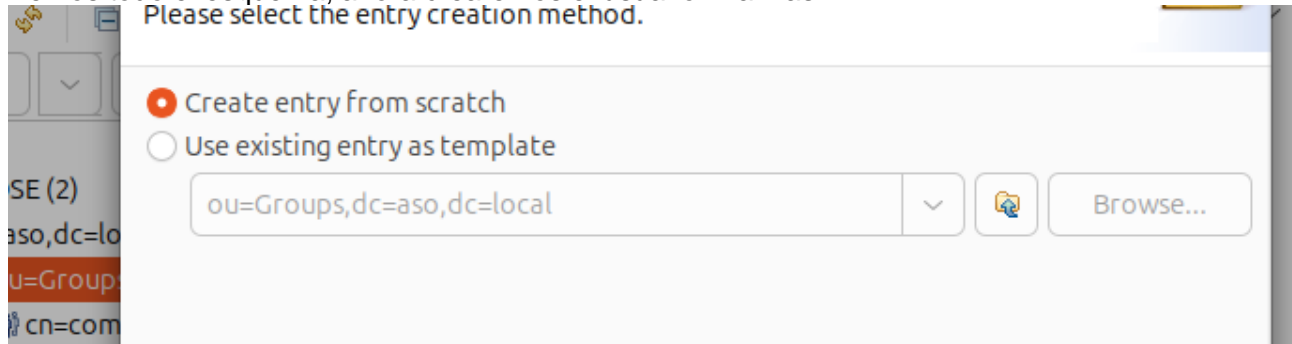 Please select the entry creation method.
Create entry from scratch
Use existing entry as template
SE (2)
ou=Groups,dc=aso,dc=local
Browse...
aso,dc=lo
u=Groups
cn=com